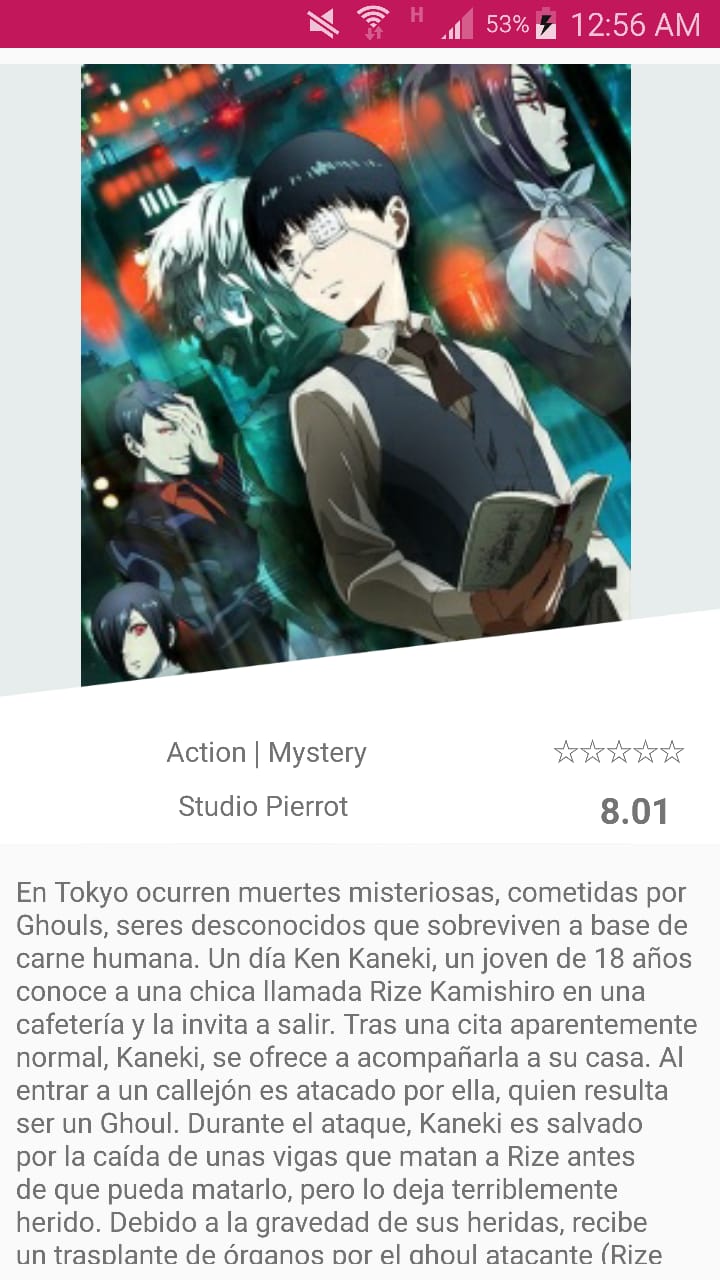 H 53% 12:56 AM
Action | Mystery ☆☆☆☆☆
Studio Pierrot 8.01
En Tokyo ocurren muertes misteriosas, cometidas por
Ghouls, seres desconocidos que sobreviven a base de
carne humana. Un día Ken Kaneki, un joven de 18 años
conoce a una chica llamada Rize Kamishiro en una
cafetería y la invita a salir. Tras una cita aparentemente
normal, Kaneki, se ofrece a acompañarla a su casa. Al
entrar a un callejón es atacado por ella, quien resulta
ser un Ghoul. Durante el ataque, Kaneki es salvado
por la caída de unas vigas que matan a Rize antes
de que pueda matarlo, pero lo deja terriblemente
herido. Debido a la gravedad de sus heridas, recibe
un trasplante de órganos por el ghoul atacante (Rize